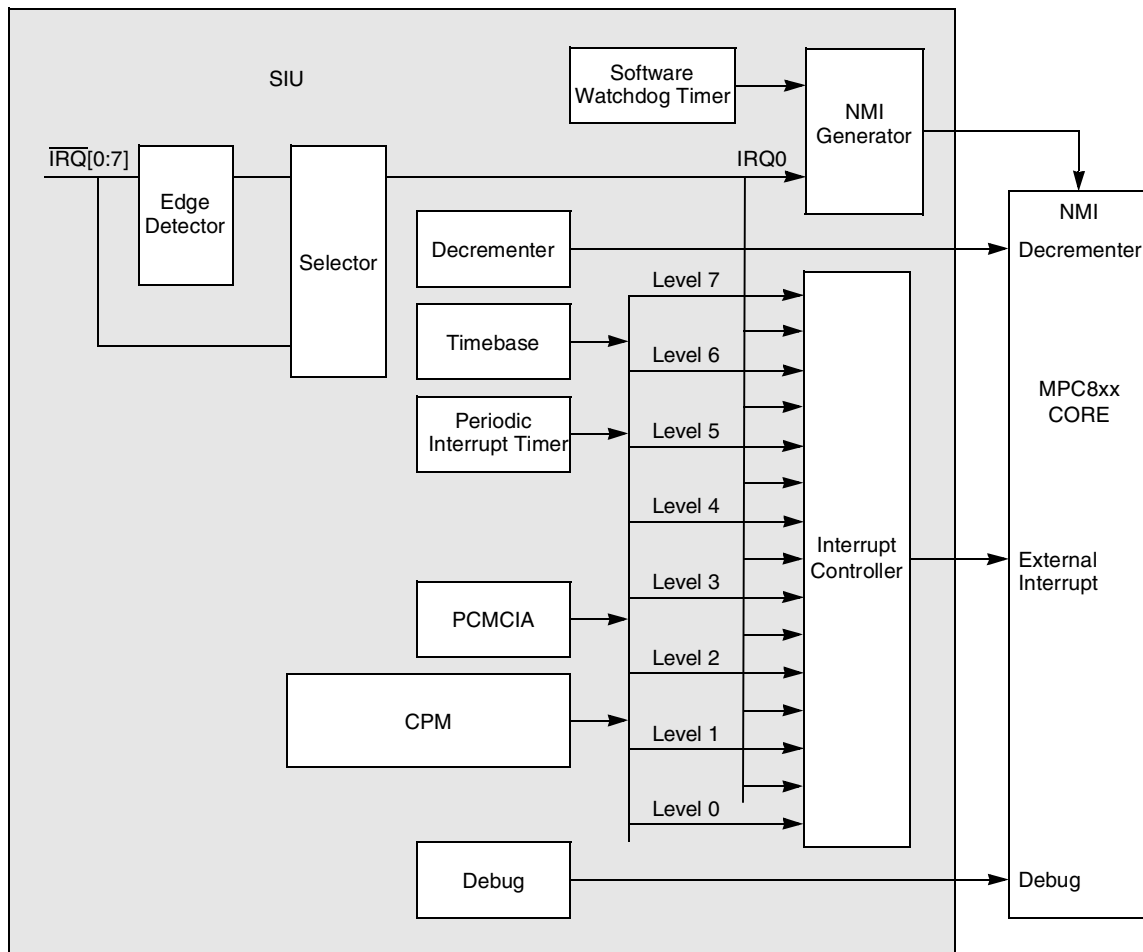 SIU
Software
Watchdog Timer
NMI
Generator
IRQ[0:7]
IRQ0
Edge
Detector
Selector
NMI
Decrementer
Decrementer
Level 7
Timebase
Level 6
MPC8xx
CORE
Periodic
Interrupt Timer
Level 5
Level 4
Interrupt
Controller
External
Interrupt
Level 3
PCMCIA
Level 2
CPM
Level 1
Level 0
Debug
Debug